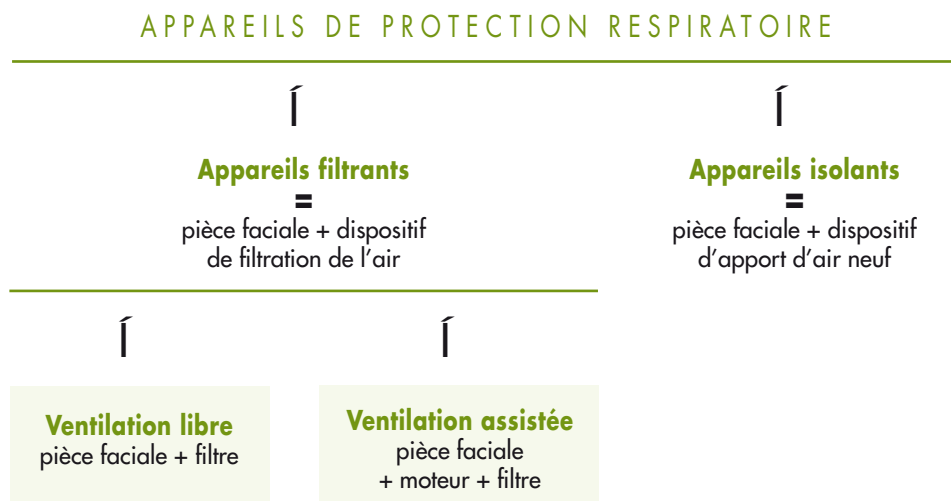 APPAREILS DE PROTECTION RESPIRATOIRE
Í
Í
Appareils filtrants
=
pièce faciale + dispositif
de filtration de l'air
Appareils isolants
=
pièce faciale + dispositif
d'apport d'air neuf
Í
Í
Ventilation libre
pièce faciale + filtre
Ventilation assistée
pièce faciale
+ moteur + filtre